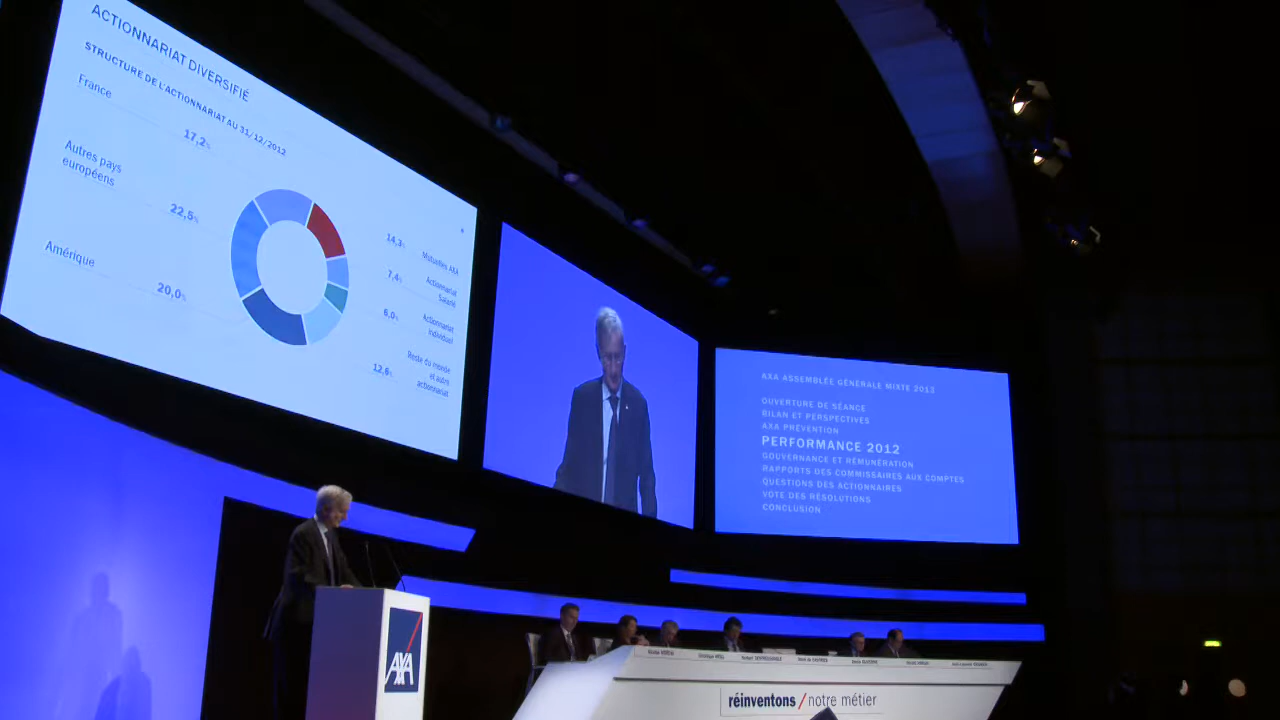 ACTIONNARIAT DIVERSIFIÉ
STRUCTURE DE L'ACTIONNARIAT AU 31/12/2012
France
17,2%
Autres pays
européens
22,5%
Amérique
20,0%
14,3%
Mutuelles AXA
7,4%
Actionnariat
Salarié
6,0%
Actionnariat
individuel
12,6%
Reste du monde
et autre
actionnariat
AXA ASSEMBLÉE GÉNÉRALE MIXTE 2013
OUVERTURE DE SÉANCE
BILAN ET PERSPECTIVES
AXA PRÉVENTION
PERFORMANCE 2012
GOUVERNANCE ET RÉMUNÉRATION
RAPPORTS DES COMMISSAIRES AUX COMPTES
QUESTIONS DES ACTIONNAIRES
VOTE DES RÉSOLUTIONS
CONCLUSION
AXA
réinventons / notre métier